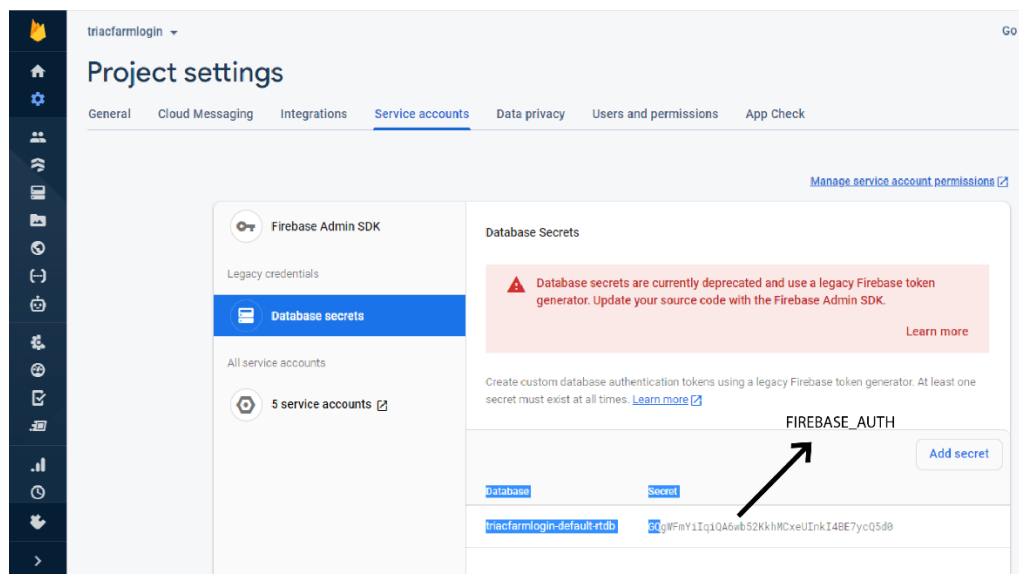 triacfarmlogin
Go
Project settings
General Cloud Messaging Integrations Service accounts Data privacy Users and permissions App Check
Manage service account permissions
Firebase Admin SDK
Legacy credentials
Database secrets
All service accounts
5 service accounts
Database Secrets
Database secrets are currently deprecated and use a legacy Firebase token
generator. Update your source code with the Firebase Admin SDK.
Learn more
Create custom database authentication tokens using a legacy Firebase token generator. At least one
secret must exist at all times. Learn more
FIREBASE_AUTH
Add secret
Database Secret
triacfarmlogin-default-rtdb